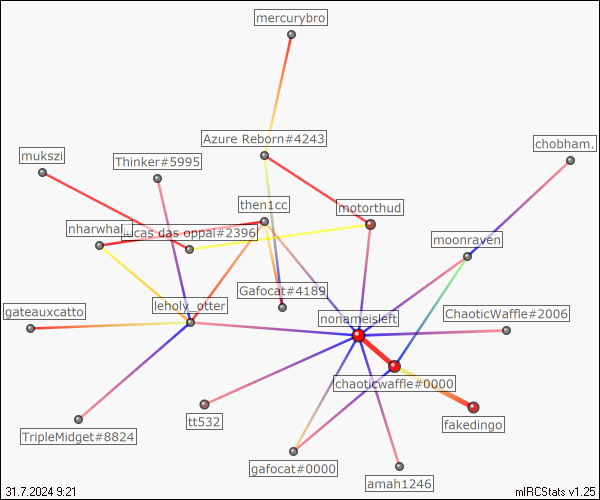 mercurybro
Azure Reborn#4243
chobham.
mukszi
Thinker#5995
then1cc
motorthud
nharwhal
lucas das oppai#2396
moonraven
Gafocat#4189
leholy_otter
gateauxcatto
nonameisleft
ChaoticWaffle#2006
chaoticwaffle#0000
tt532
fakedingo
TripleMidget#8824
gafocat#0000
amah1246
31.7.2024 9:21
mIRCStats v1.25